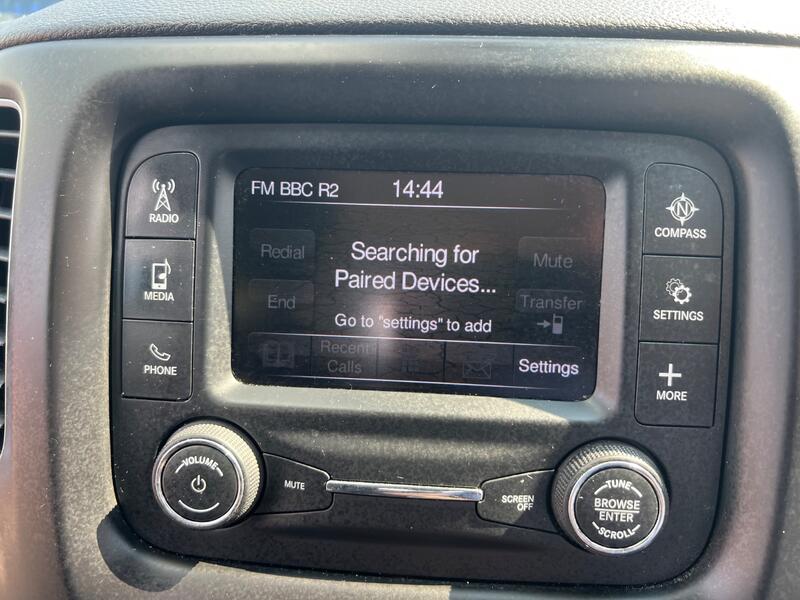 FM BBC R2 14:44
RADIO
MEDIA
PHONE
Redial
End
Searching for
Paired Devices...
Go to "settings" to add
Mute
Transfer
Recent
Calls
Settings
N
COMPASS
SETTINGS
MORE
VOLUME
MUTE
SCREEN
OFF
TUNE
BROWSE
ENTER
SCROLL